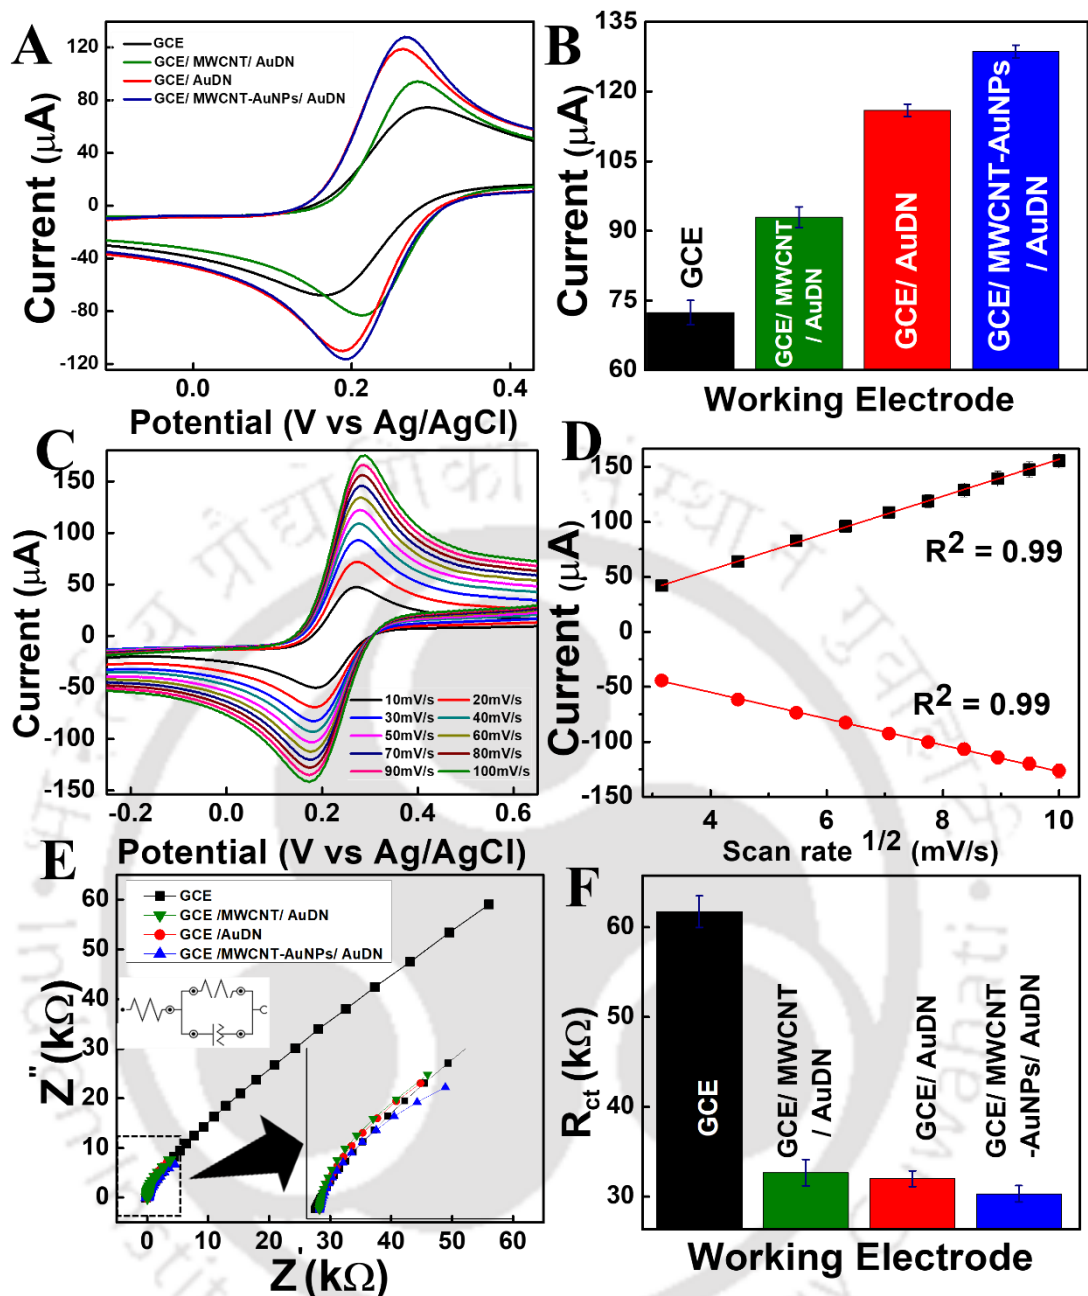 A
120
80
40
0
-40
-80
-120
Current (μA)
GCE
GCE/ MWCNT/ AuDN
GCE/ AuDN
GCE/ MWCNT-AuNPs/ AuDN
0.0
0.2
0.4
Potential (V vs Ag/AgCl)
B
135
120
105
90
75
60
Current (μA)
GCE
GCE/ MWCNT
/ AuDN
GCE/ AuDN
GCE/ MWCNT-AuNPs
/ AuDN
Working Electrode
C
150
100
50
0
-50
-100
-150
Current (μA)
10mV/s
20mV/s
30mV/s
40mV/s
50mV/s
60mV/s
70mV/s
80mV/s
90mV/s
100mV/s
-0.2
0.0
0.2
0.4
0.6
Potential (V vs Ag/AgCl)
D
150
100
50
0
-50
-100
-150
Current (μA)
R2 = 0.99
R2 = 0.99
4
6
8
10
Scan rate 1/2 (mV/s)
E
60
50
40
30
20
10
0
Z'' (kΩ)
GCE
GCE /MWCNT/ AuDN
GCE /AuDN
GCE /MWCNT-AuNPs/ AuDN
0
10
20
30
40
50
60
Z' (kΩ)
F
60
45
30
Rct (kΩ)
GCE
GCE/ MWCNT
/ AuDN
GCE/ AuDN
GCE/ MWCNT
-AuNPs/ AuDN
Working Electrode